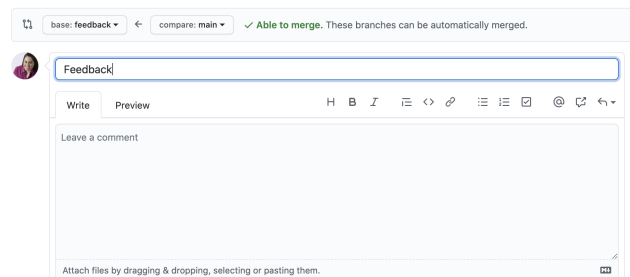 base: feedback compare: main Able to merge. These branches can be automatically merged.
Feedback
Write Preview H B I
Leave a comment
Attach files by dragging & dropping, selecting or pasting them.